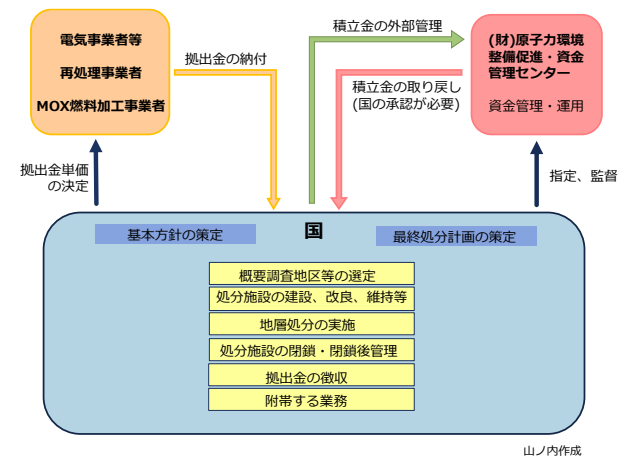 電気事業者等
再処理事業者
MOX燃料加工事業者
拠出金の納付
積立金の外部管理
積立金の取り戻し
(国の承認が必要)
(財)原子力環境
整備促進・資金
管理センター
資金管理・運用
拠出金単価
の決定
指定、監督
国
基本方針の策定
最終処分計画の策定
概要調査地区等の選定
処分施設の建設、改良、維持等
地層処分の実施
処分施設の閉鎖・閉鎖後管理
拠出金の徴収
附帯する業務
山ノ内作成